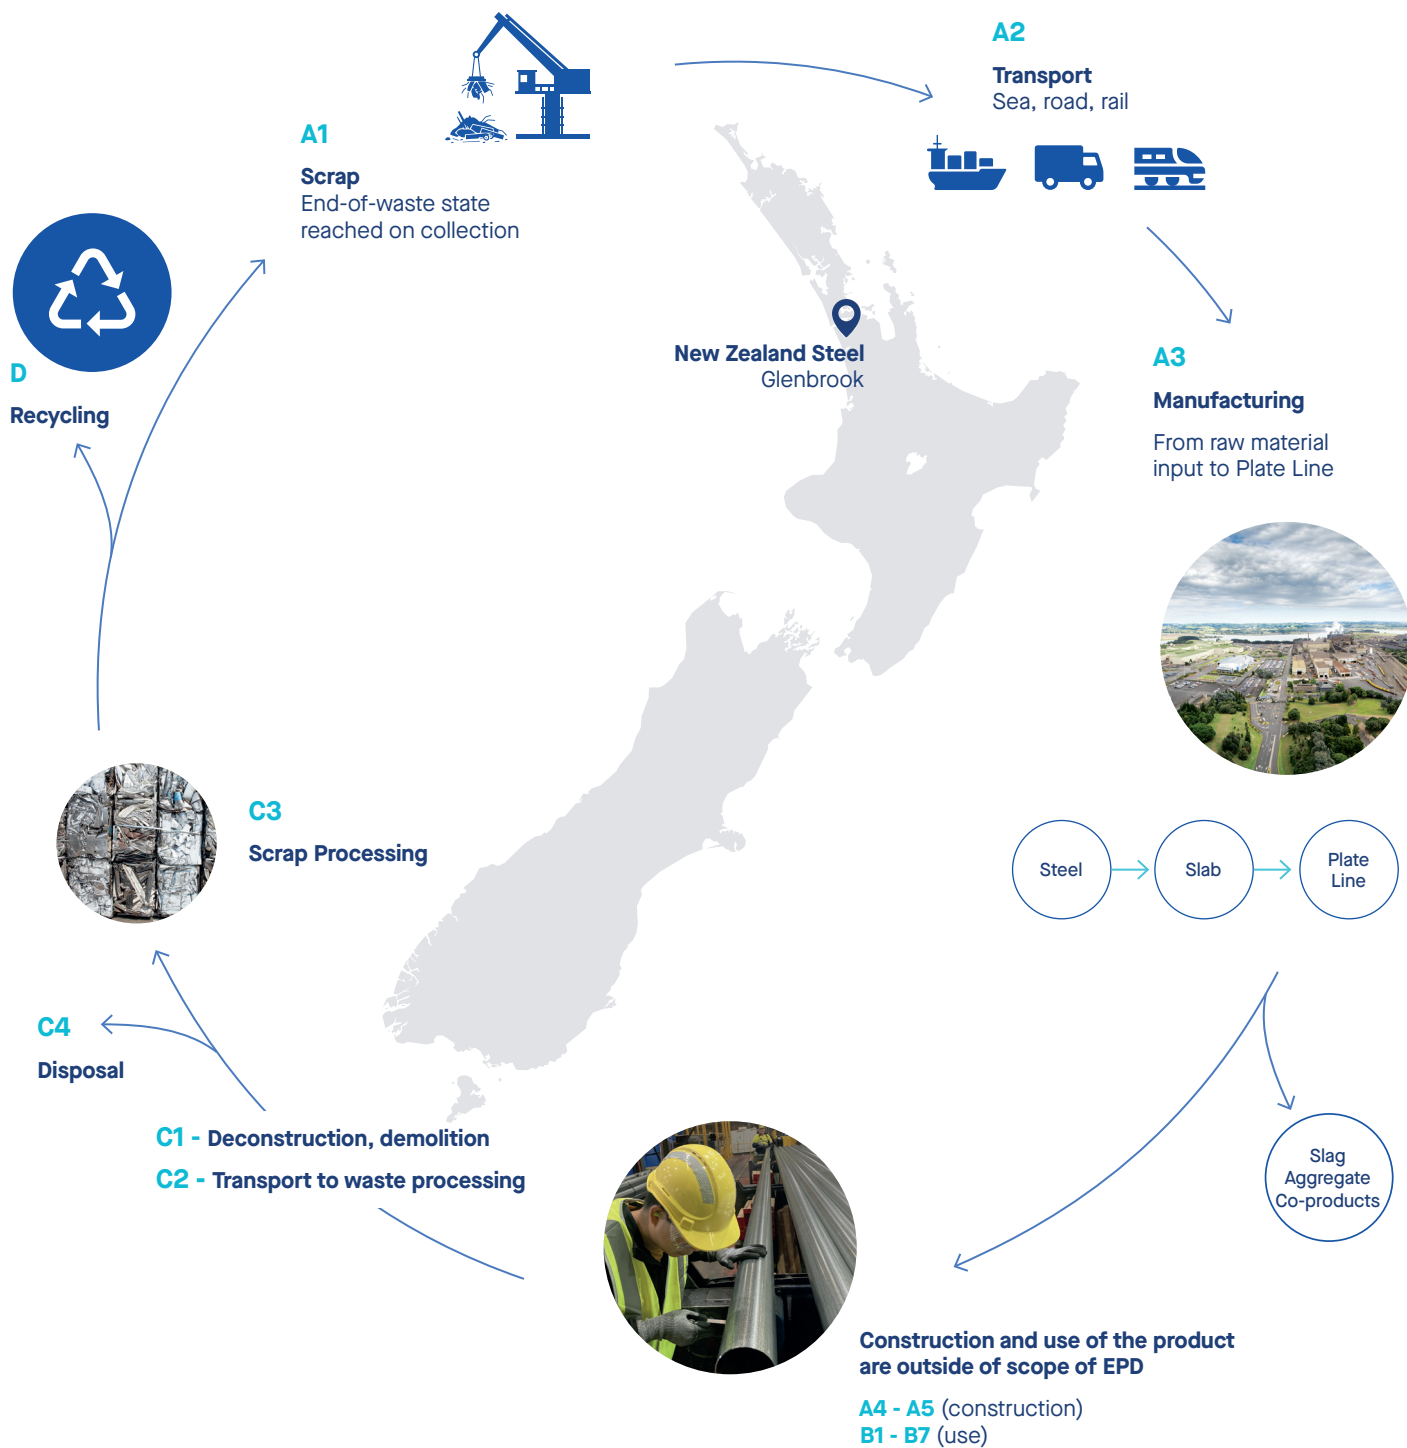 A1
Scrap
End-of-waste state
reached on collection
A2
Transport
Sea, road, rail
New Zealand Steel
Glenbrook
A3
Manufacturing
From raw material
input to Plate Line
Steel
Slab
Plate
Line
Slag
Aggregate
Co-products
Construction and use of the product
are outside of scope of EPD
A4 - A5 (construction)
B1 - B7 (use)
C1 - Deconstruction, demolition
C2 - Transport to waste processing
C4
Disposal
C3
Scrap Processing
D
Recycling